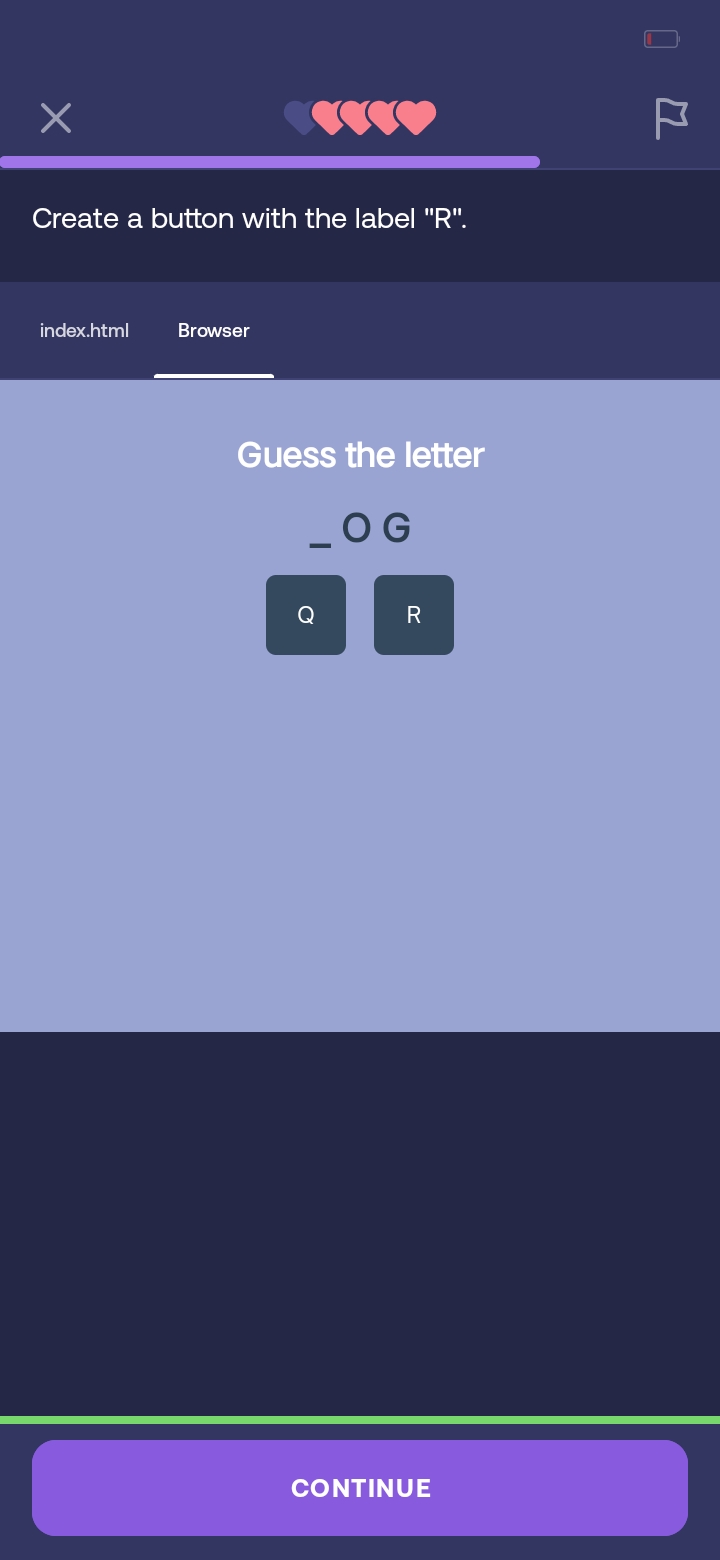 Create a button with the label "R".
index.html Browser
Guess the letter
_ O G
Q R
CONTINUE